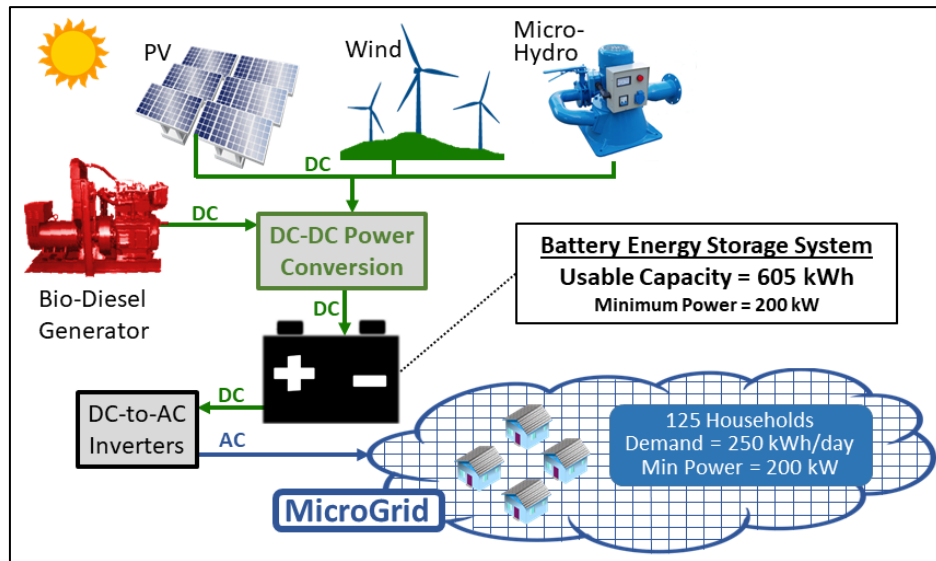 PV
Wind
Micro-
Hydro
DC
DC
DC-DC Power
Conversion
Bio-Diesel
Generator
DC
Battery Energy Storage System
Usable Capacity = 605 kWh
Minimum Power = 200 kW
DC
DC-to-AC
Inverters
AC
125 Households
Demand = 250 kWh/day
Min Power = 200 kW
MicroGrid